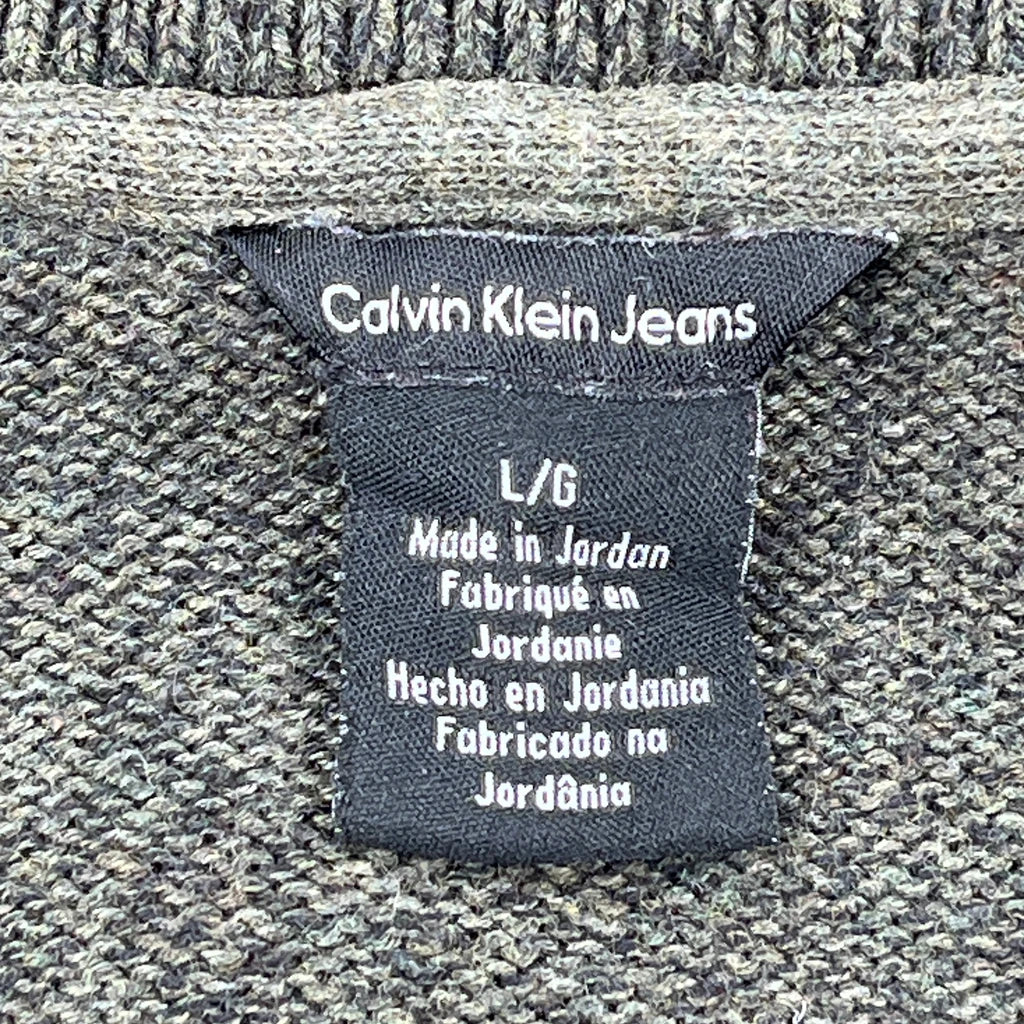 Calvin Klein Jeans
L/G
Made in Jordan
Fabriqué en
Jordanie
Hecho en Jordania
Fabricado na
Jordânia